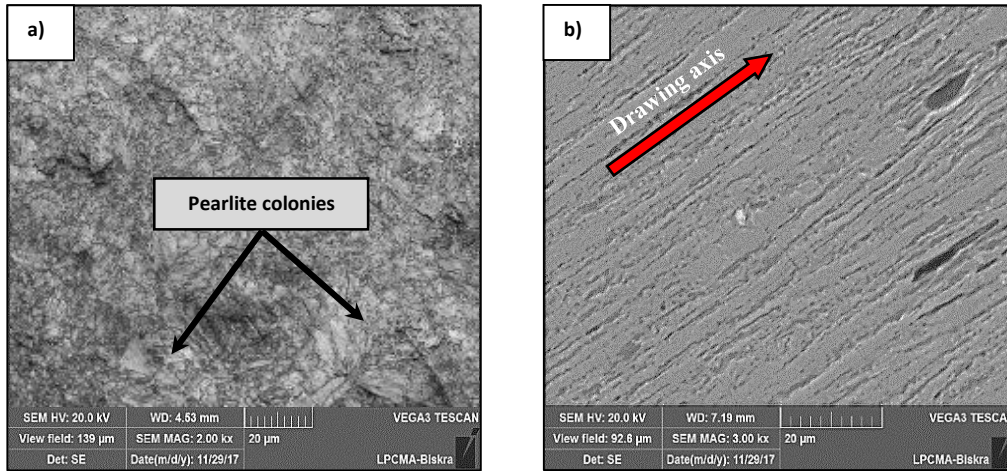 a)
Pearlite colonies
SEM HV: 20.0 kV WD: 4.53 mm VEGA3 TESCAN
View field: 139 µm SEM MAG: 2.00 kx 20 µm
Det: SE Date(m/d/y): 11/29/17 LPCMA-Biskra
b)
Drawing axis
SEM HV: 20.0 kV WD: 7.19 mm VEGA3 TESCAN
View field: 92.6 µm SEM MAG: 3.00 kx 20 µm
Det: SE Date(m/d/y): 11/29/17 LPCMA-Biskra